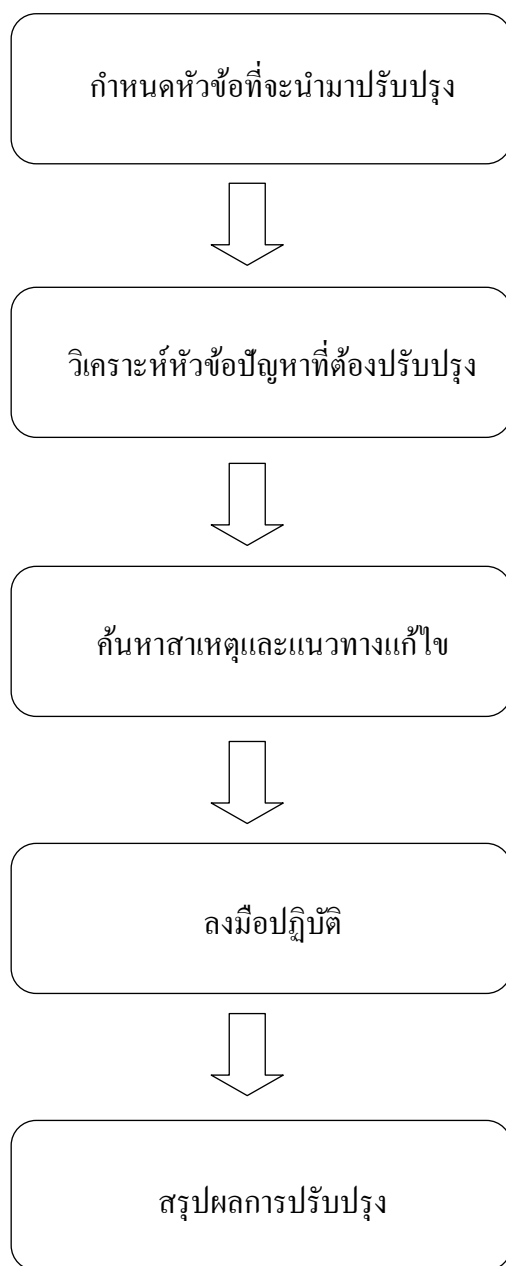 กำหนดหัวข้อที่จะนำมาปรับปรุง
วิเคราะห์หัวข้อปัญหาที่ต้องปรับปรุง
ค้นหาสาเหตุและแนวทางแก้ไข
ลงมือปฏิบัติ
สรุปผลการปรับปรุง